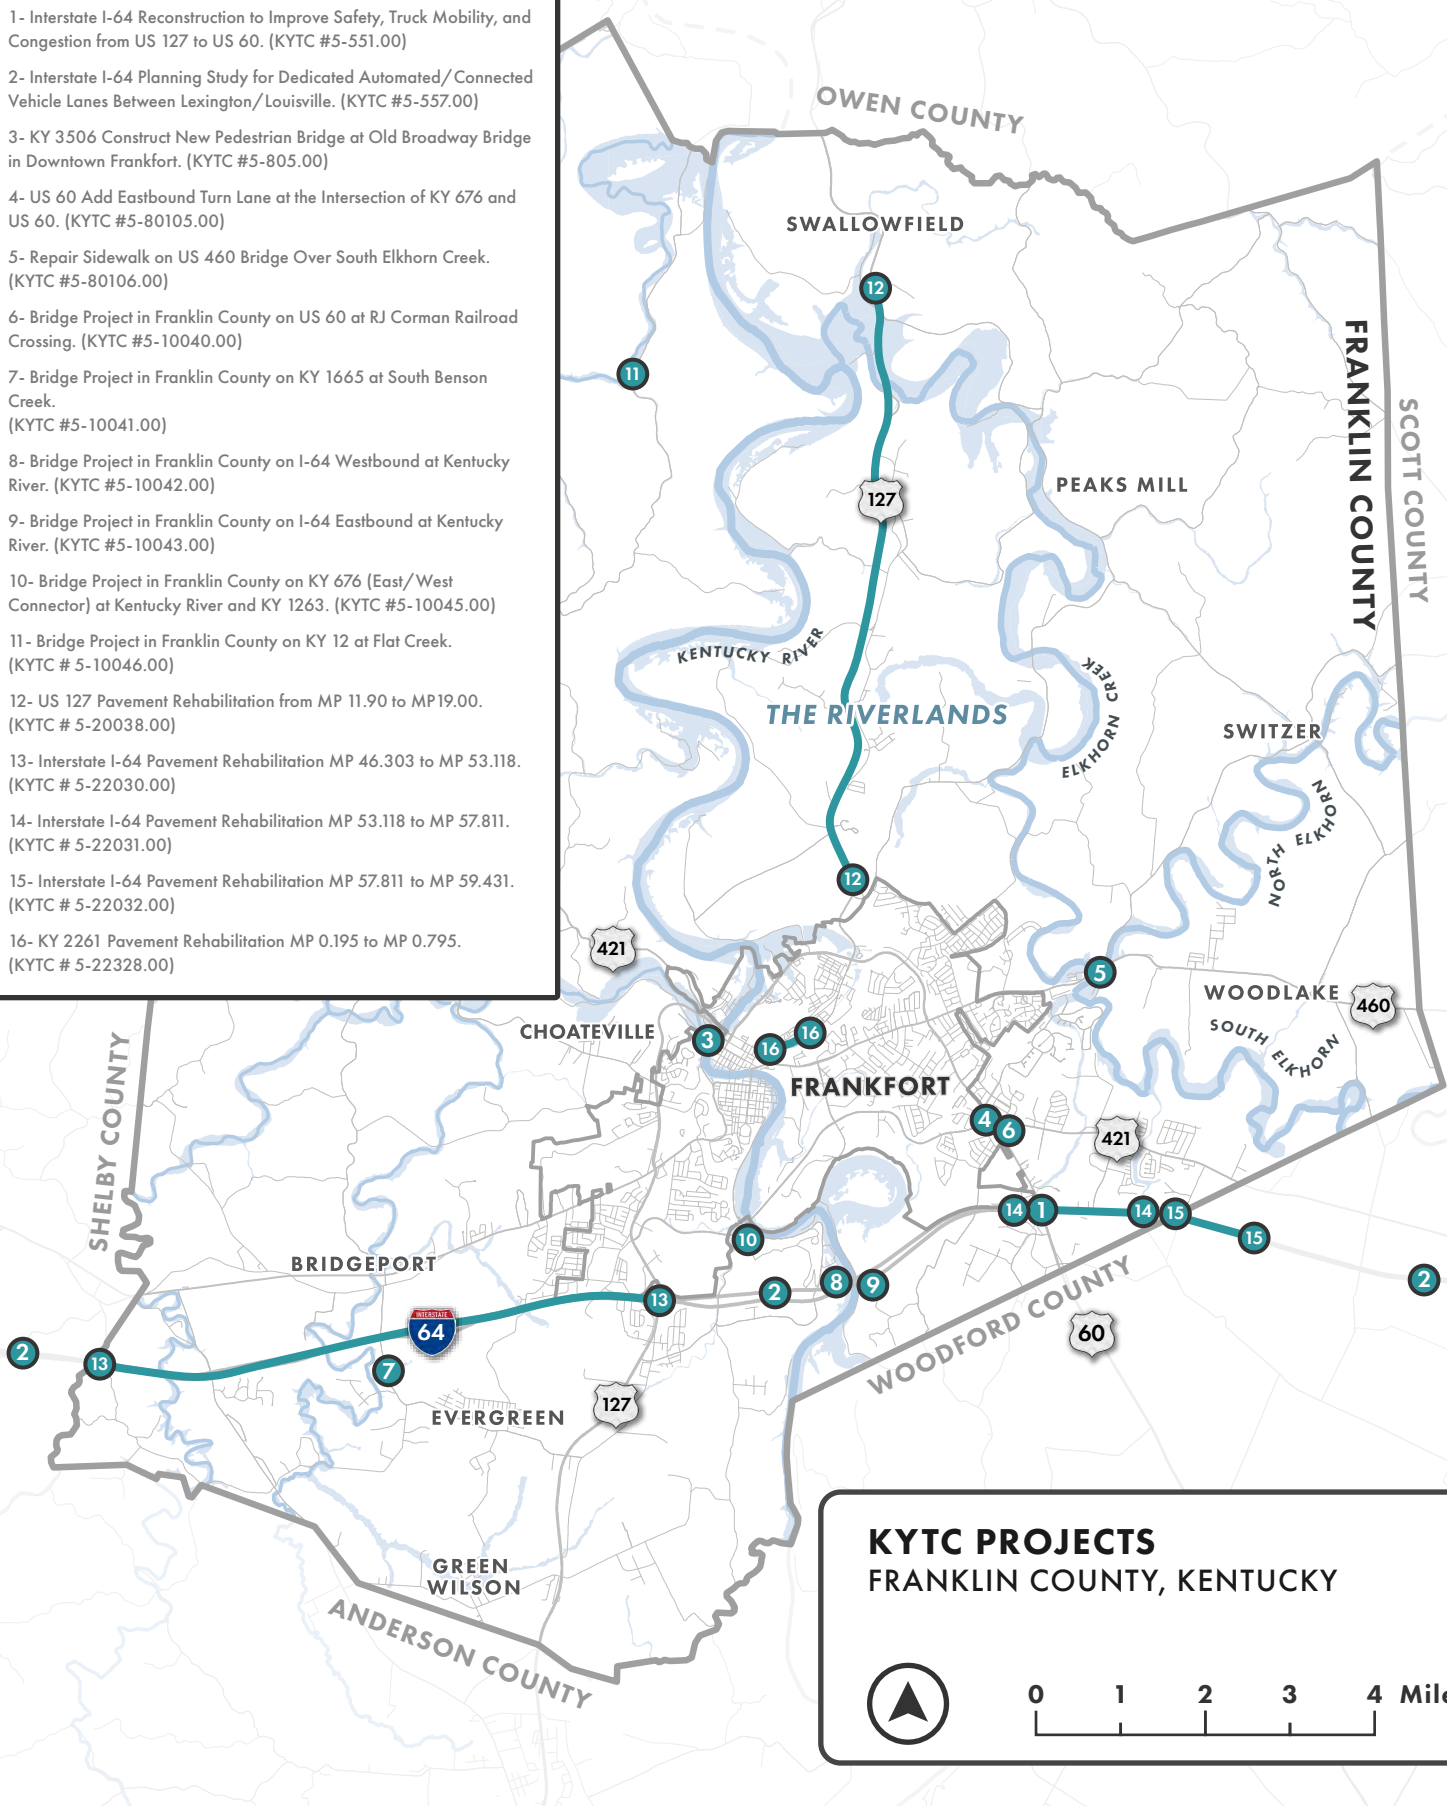 1- Interstate I-64 Reconstruction to Improve Safety, Truck Mobility, and
Congestion from US 127 to US 60. (KYTC #5-551.00)
2- Interstate I-64 Planning Study for Dedicated Automated/Connected
Vehicle Lanes Between Lexington/Louisville. (KYTC #5-557.00)
3- KY 3506 Construct New Pedestrian Bridge at Old Broadway Bridge
in Downtown Frankfort. (KYTC #5-805.00)
4- US 60 Add Eastbound Turn Lane at the Intersection of KY 676 and
US 60. (KYTC #5-80105.00)
5- Repair Sidewalk on US 460 Bridge Over South Elkhorn Creek.
(KYTC #5-80106.00)
6- Bridge Project in Franklin County on US 60 at RJ Corman Railroad
Crossing. (KYTC #5-10040.00)
7- Bridge Project in Franklin County on KY 1665 at South Benson
Creek.
(KYTC #5-10041.00)
8- Bridge Project in Franklin County on I-64 Westbound at Kentucky
River. (KYTC #5-10042.00)
9- Bridge Project in Franklin County on I-64 Eastbound at Kentucky
River. (KYTC #5-10043.00)
10- Bridge Project in Franklin County on KY 676 (East/West
Connector) at Kentucky River and KY 1263. (KYTC #5-10045.00)
11- Bridge Project in Franklin County on KY 12 at Flat Creek.
(KYTC # 5-10046.00)
12- US 127 Pavement Rehabilitation from MP 11.90 to MP19.00.
(KYTC # 5-20038.00)
13- Interstate I-64 Pavement Rehabilitation MP 46.303 to MP 53.118.
(KYTC # 5-22030.00)
14- Interstate I-64 Pavement Rehabilitation MP 53.118 to MP 57.811.
(KYTC # 5-22031.00)
15- Interstate I-64 Pavement Rehabilitation MP 57.811 to MP 59.431.
(KYTC # 5-22032.00)
16- KY 2261 Pavement Rehabilitation MP 0.195 to MP 0.795.
(KYTC # 5-22328.00)
OWEN COUNTY
SWALLOWFIELD
12
11
FRANKLIN COUNTY
SCOTT COUNTY
PEAKS MILL
127
KENTUCKY RIVER
ELKHORN CREEK
THE RIVERLANDS
SWITZER
NORTH ELKHORN
12
421
5
WOODLAKE
460
CHOATEVILLE
3
16
16
SOUTH ELKHORN
FRANKFORT
4
6
421
SHELBY COUNTY
14
1
14
15
15
10
BRIDGEPORT
2
8
9
2
13
INTERSTATE
64
WOODFORD COUNTY
60
2
13
7
127
EVERGREEN
GREEN
WILSON
ANDERSON COUNTY
KYTC PROJECTS
FRANKLIN COUNTY, KENTUCKY
0 1 2 3 4 Mile